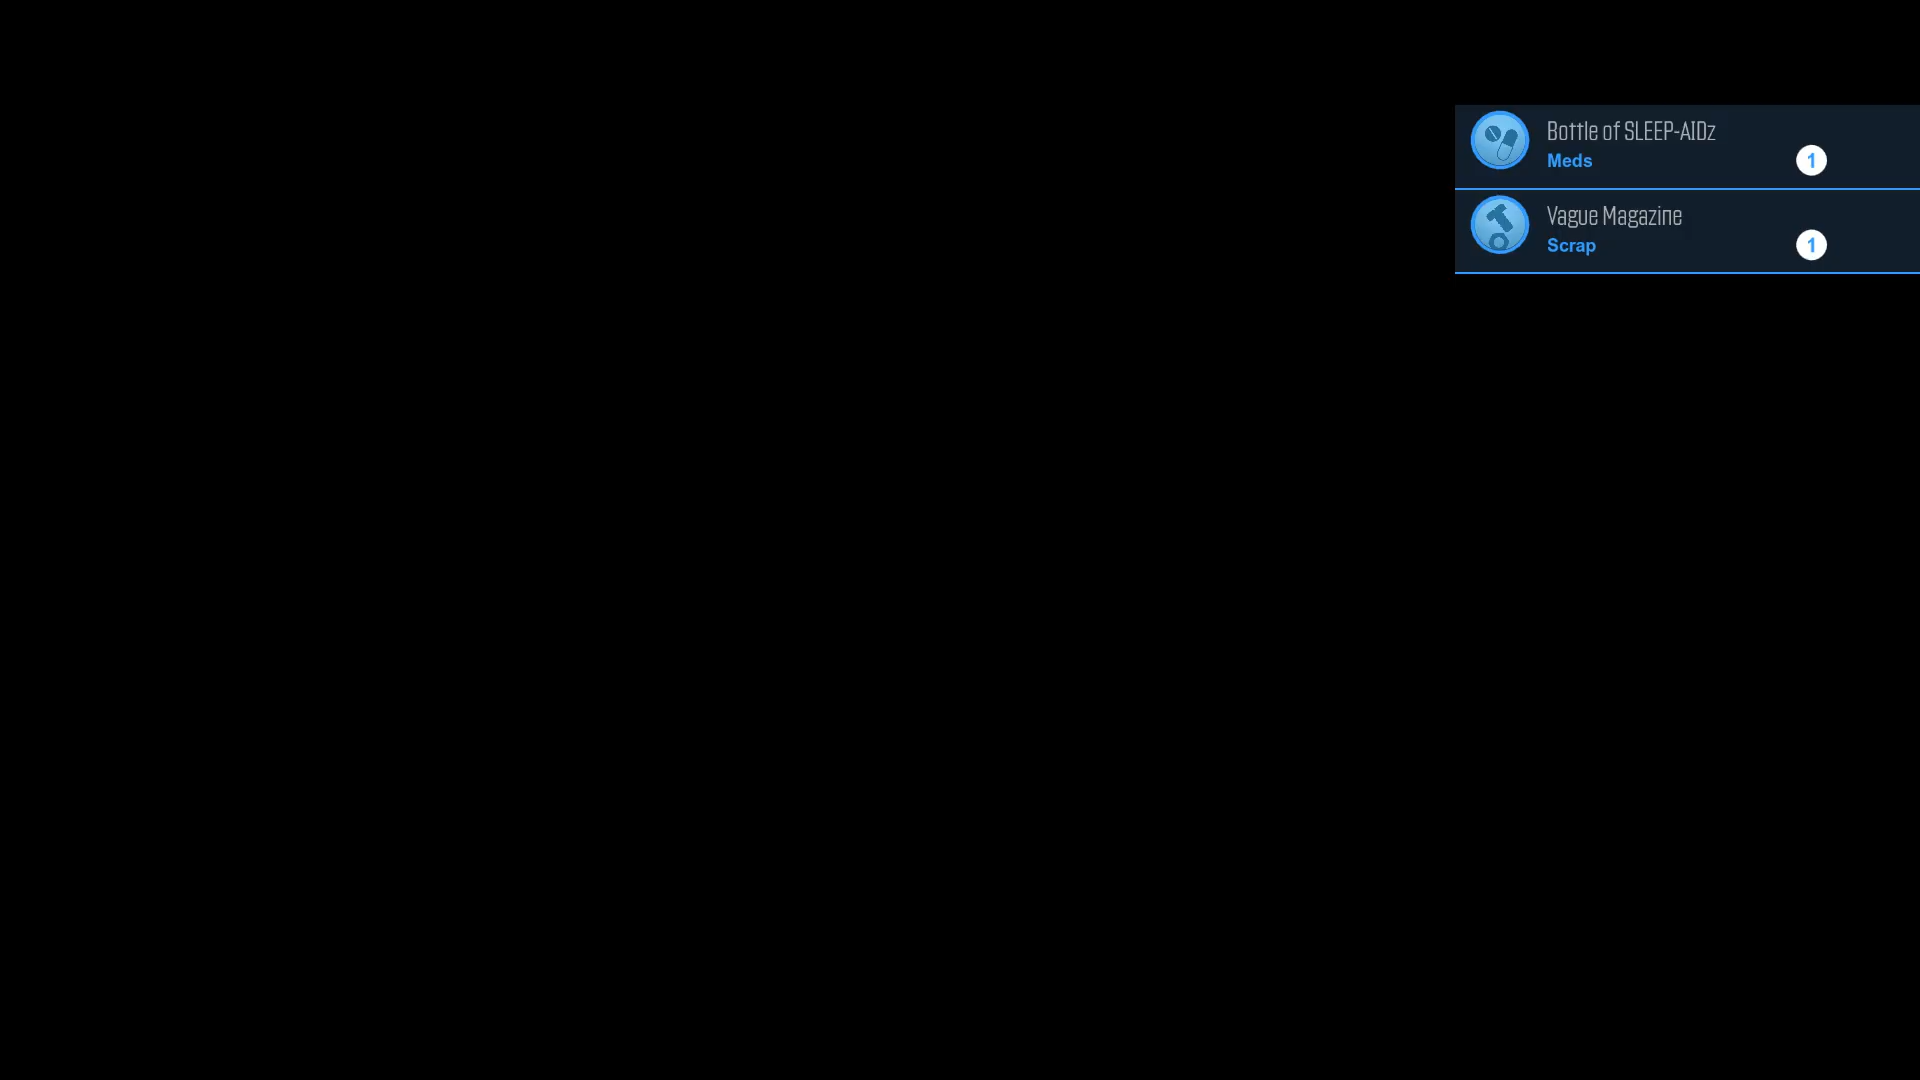 Bottle of SLEEP-AIDz
Meds
1
Vague Magazine
Scrap
1